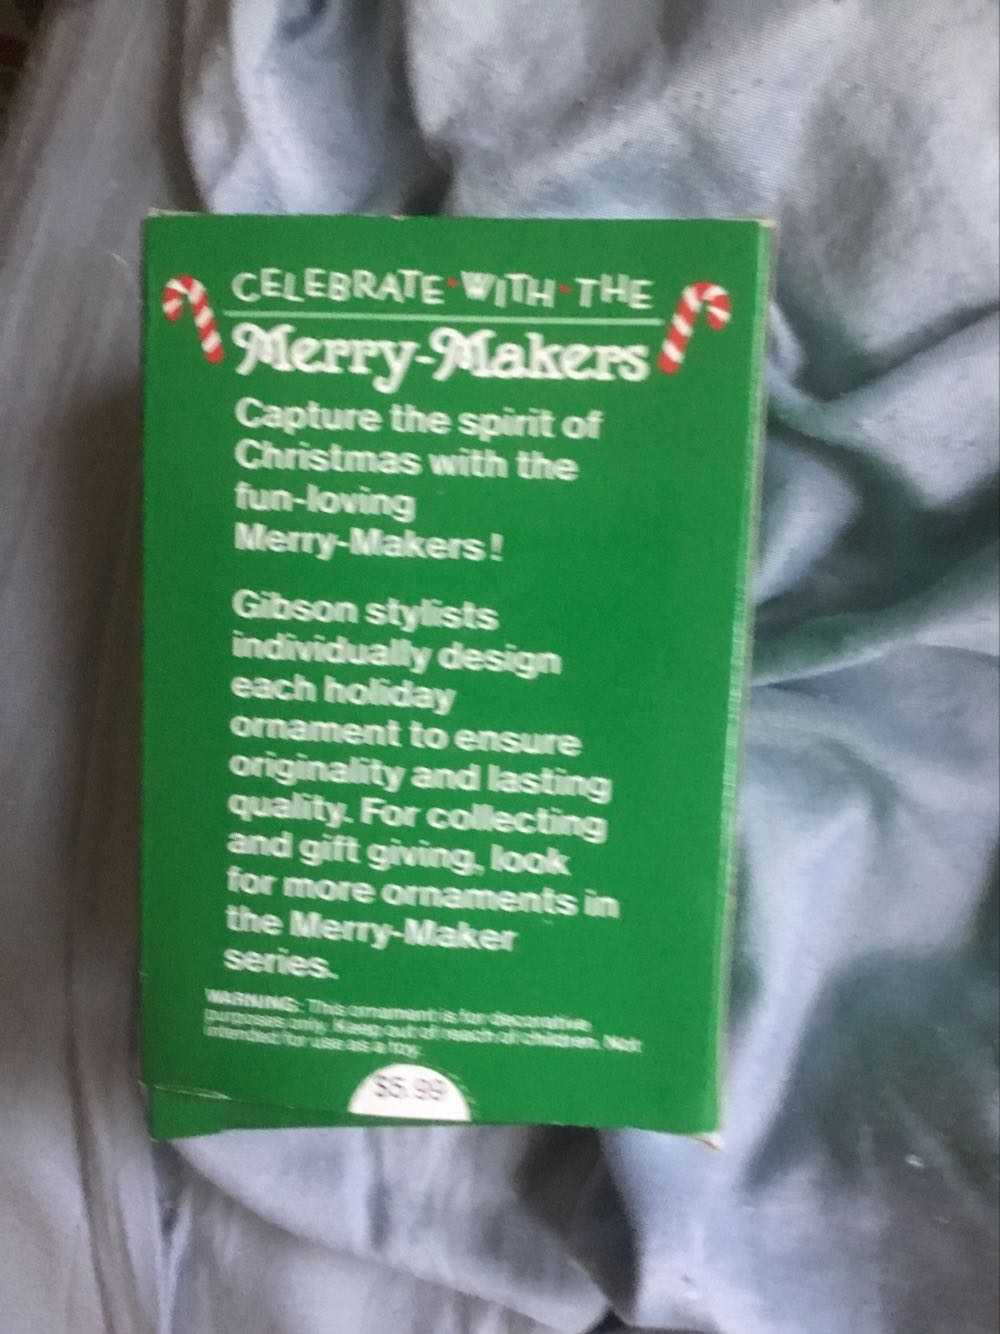 CELEBRATE·WITH·THE
Merry-Makers
Capture the spirit of
Christmas with the
fun-loving
Merry-Makers!
Gibson stylists
individually design
each holiday
ornament to ensure
originality and lasting
quality. For collecting
and gift giving, look
for more ornaments in
the Merry-Maker
series.
WARNING: This ornament is for decorative
purposes only. Keep out of reach of children. Not
intended for use as a toy.
$5.99